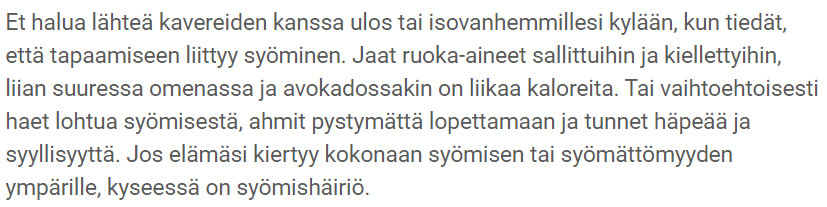 Et halua lähteä kavereiden kanssa ulos tai isovanhemmillesi kylään, kun tiedät,
että tapaamiseen liittyy syöminen. Jaat ruoka-aineet sallittuihin ja kiellettyihin,
liian suuressa omenassa ja avokadossakin on liikaa kaloreita. Tai vaihtoehtoisesti
haet lohtua syömisestä, ahmit pystymättä lopettamaan ja tunnet häpeää ja
syyllisyyttä. Jos elämäsi kiertyy kokonaan syömisen tai syömättömyyden
ympärille, kyseessä on syömishäiriö.